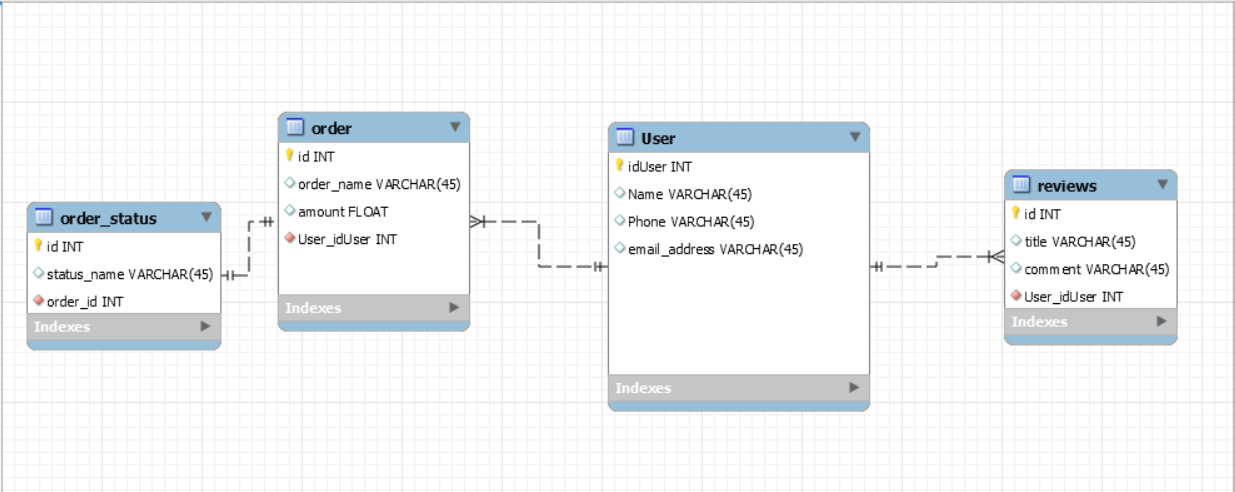 order_status
id INT
status_name VARCHAR(45)
order_id INT
Indexes
order
id INT
order_name VARCHAR(45)
amount FLOAT
User_idUser INT
Indexes
User
idUser INT
Name VARCHAR(45)
Phone VARCHAR(45)
email_address VARCHAR(45)
Indexes
reviews
id INT
title VARCHAR(45)
comment VARCHAR(45)
User_idUser INT
Indexes